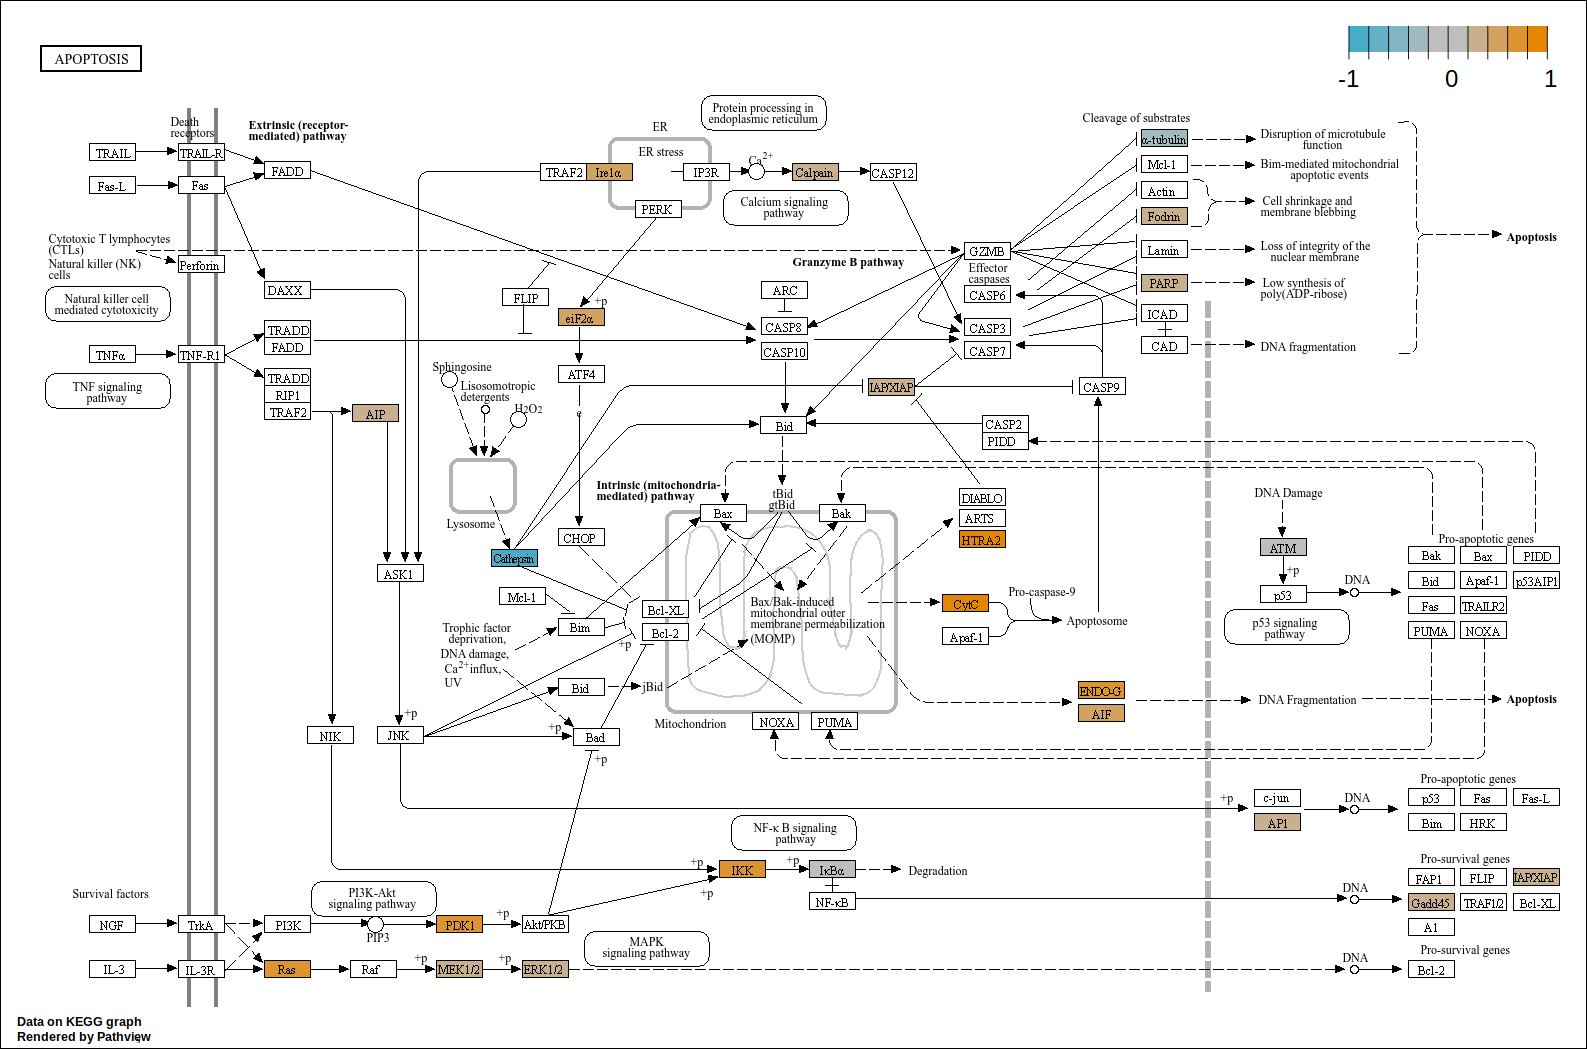 APOPTOSIS
-1 0 1
Death
receptors
Extrinsic (receptor-
mediated) pathway
TRAIL
TRAIL-R
FADD
Fas-L
Fas
Cytotoxic T lymphocytes
(CTLs)
Natural killer (NK)
cells
Perforin
DAXX
Natural killer cell
mediated cytotoxicity
TRADD
FADD
TNFα
TNF-R1
TNF signaling
pathway
TRADD
RIP1
TRAF2
AIP
ER
ER stress
Protein processing in
endoplasmic reticulum
TRAF2
Ire1α
IP3R
Ca2+
Calpain
CASP12
PERK
Calcium signaling
pathway
Granzyme B pathway
GZMB
Effector
caspases
CASP6
CASP3
CASP7
FLIP
+p
eiF2α
ARC
CASP8
CASP10
ATF4
e
Sphingosine
Lisosomotropic
detergents
H2O2
Lysosome
Cathepsin
CHOP
IAP/XIAP
CASP9
Bid
CASP2
PIDD
Cleavage of substrates
α-tubulin
Disruption of microtubule
function
Mcl-1
Bim-mediated mitochondrial
apoptotic events
Actin
Cell shrinkage and
membrane blebbing
Fodrin
Lamin
Loss of integrity of the
nuclear membrane
PARP
Low synthesis of
poly(ADP-ribose)
ICAD
CAD
DNA fragmentation
Apoptosis
Intrinsic (mitochondria-
mediated) pathway
tBid
gtBid
Bax
Bak
DIABLO
ARTS
HTRA2
ASK1
Mcl-1
Bcl-XL
Bcl-2
Bim
+p
Bax/Bak-induced
mitochondrial outer
membrane permeabilization
(MOMP)
CytC
Apaf-1
Pro-caspase-9
Apoptosome
Trophic factor
deprivation,
DNA damage,
Ca2+influx,
UV
Bid
jBid
Mitochondrion
NOXA
PUMA
ENDO-G
AIF
DNA Fragmentation
Apoptosis
DNA Damage
ATM
+p
p53
DNA
p53 signaling
pathway
Pro-apoptotic genes
Bak
Bax
PIDD
Bid
Apaf-1
p53AIP1
Fas
TRAILR2
PUMA
NOXA
NIK
+p
JNK
+p
Bad
+p
+p
c-jun
AP1
DNA
Pro-apoptotic genes
p53
Fas
Fas-L
Bim
HRK
NF-κ B signaling
pathway
+p
IKK
+p
IκBα
Degradation
+p
NF-κB
DNA
Pro-survival genes
FAP1
FLIP
IAP/XIAP
Gadd45
TRAF1/2
Bcl-XL
A1
Survival factors
PI3K-Akt
signaling pathway
NGF
TrkA
PI3K
PIP3
PDK1
+p
Akt/PKB
MAPK
signaling pathway
IL-3
IL-3R
Ras
Raf
+p
MEK1/2
+p
ERK1/2
DNA
Pro-survival genes
Bcl-2
Data on KEGG graph
Rendered by Pathview